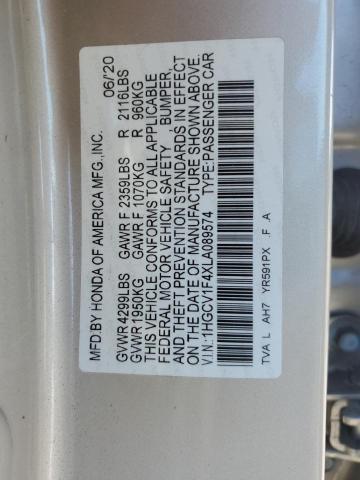 MFD.BY HONDA OF AMERICA MFG.,INC. 06/'20
GVWR 4299LBS GAWR F 2359LBS R 2116LBS
GVWR 1950KG GAWR F 1070KG R 960KG
THIS VEHICLE CONFORMS TO ALL APPLICABLE
FEDERAL MOTOR VEHICLE SAFETY , BUMPER,
AND THEFT PREVENTION STANDARDS IN EFFECT
ON THE DATE OF MANUFACTURE SHOWN ABOVE.
V.I.N.:1HGCV1F4XLA089574 TYPE:PASSENGER CAR
TVA L AH7 YR591PX .F .A